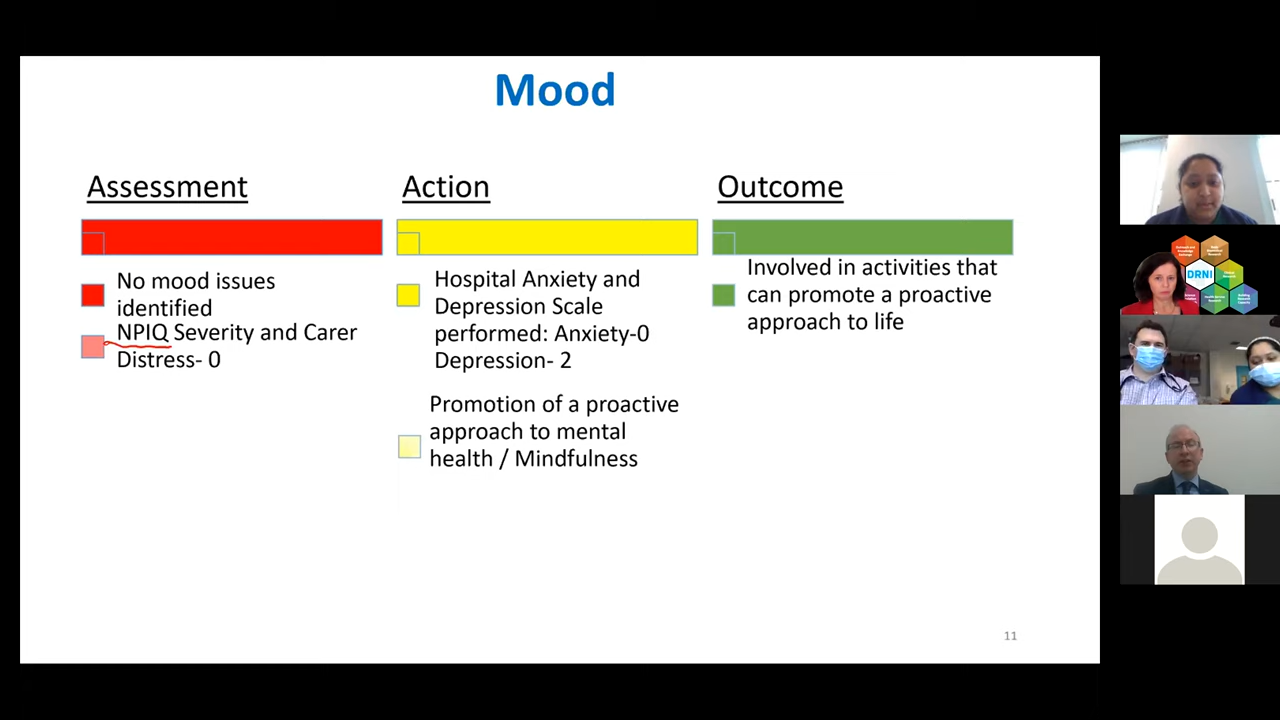 Mood
Assessment
No mood issues
identified
NPIQ Severity and Carer
Distress- 0
Action
Hospital Anxiety and
Depression Scale
performed: Anxiety-0
Depression- 2
Promotion of a proactive
approach to mental
health / Mindfulness
Outcome
Involved in activities that
can promote a proactive
approach to life
11
DRNI